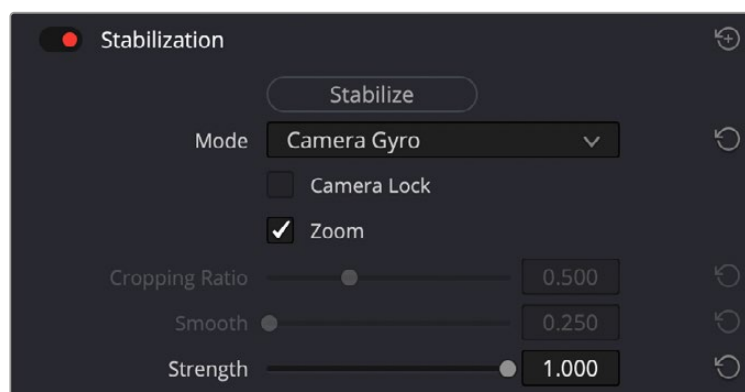 Stabilization
Stabilize
Mode Camera Gyro
Camera Lock
Zoom
Cropping Ratio 0.500
Smooth 0.250
Strength 1.000